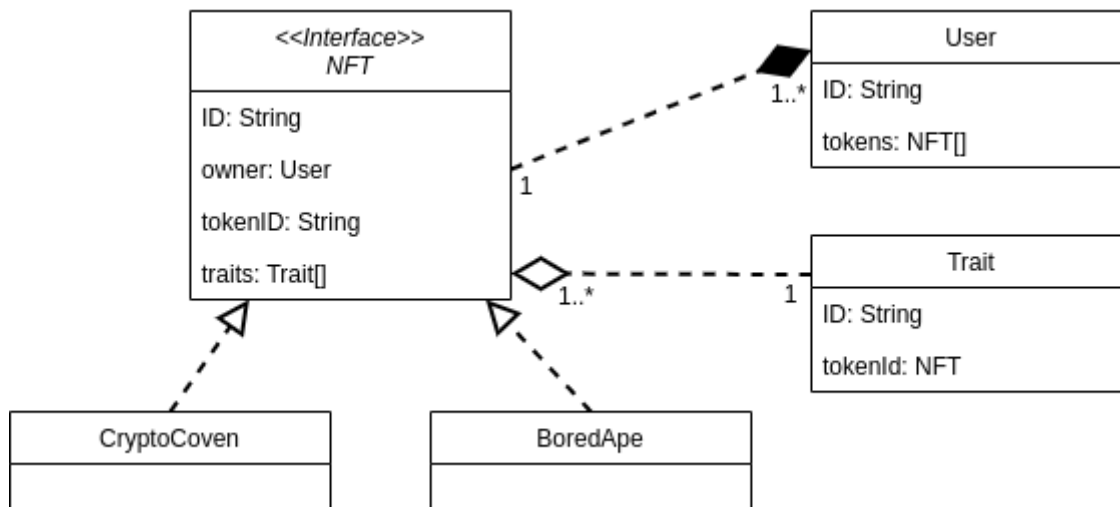 <<Interface>>
NFT
ID: String
owner: User
tokenID: String
traits: Trait[]
1
1..*
User
ID: String
tokens: NFT[]
1..*
1
Trait
ID: String
tokenId: NFT
CryptoCoven
BoredApe